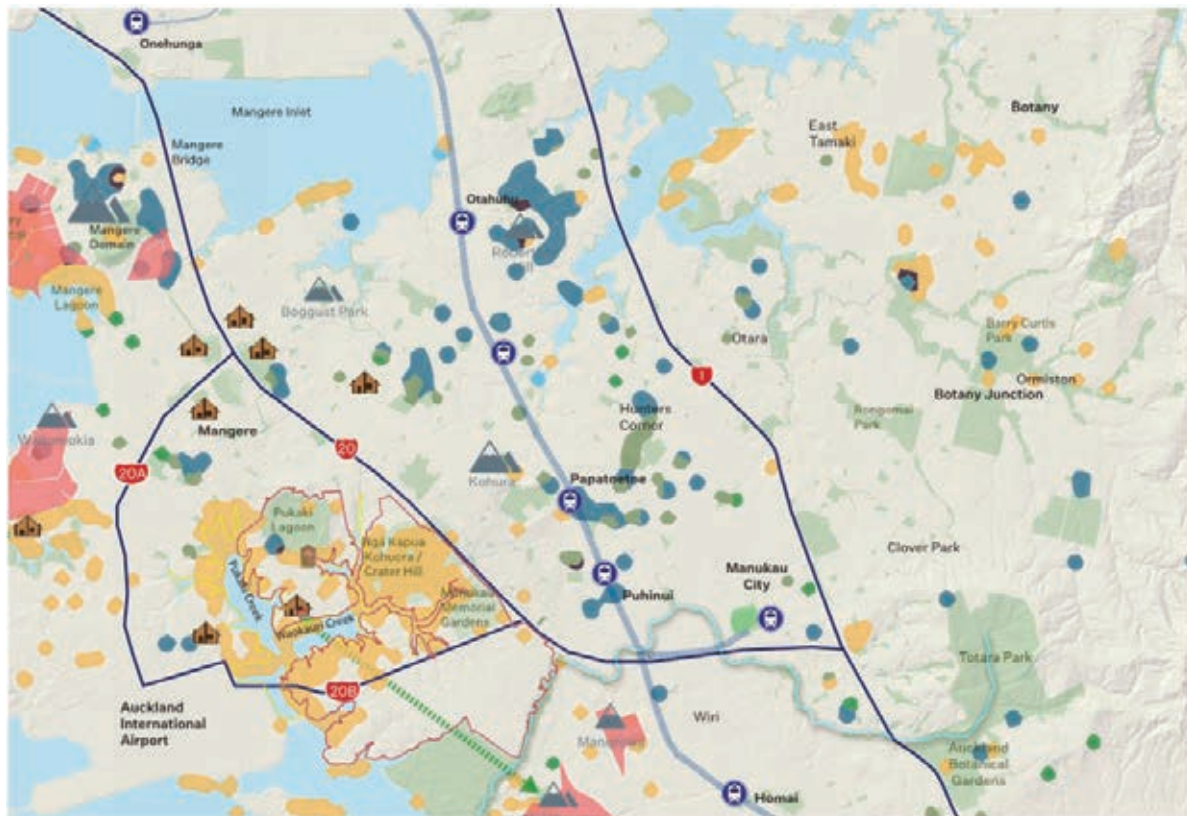 Onehunga
Mangere Inlet
Botany
East
Tamaki
Mangere
Bridge
Otahuhu
Mangere
Domain
Mangere
Lagoon
Boggust Park
Otara
Barry Curtis
Park
Ormiston
Botany Junction
1
Hunters
Corner
Rongomai
Park
Mangere
20
20A
Kohura
Papatoetoe
Pukaki
Lagoon
Nga Kapua
Kohuora /
Crater Hill
Clover Park
Manukau
City
Puhinui
Pukaki Creek
Waokauri Creek
Manukau
Memorial
Gardens
Totara Park
20B
Auckland
International
Airport
Wiri
Auckland
Botanical
Gardens
Homai